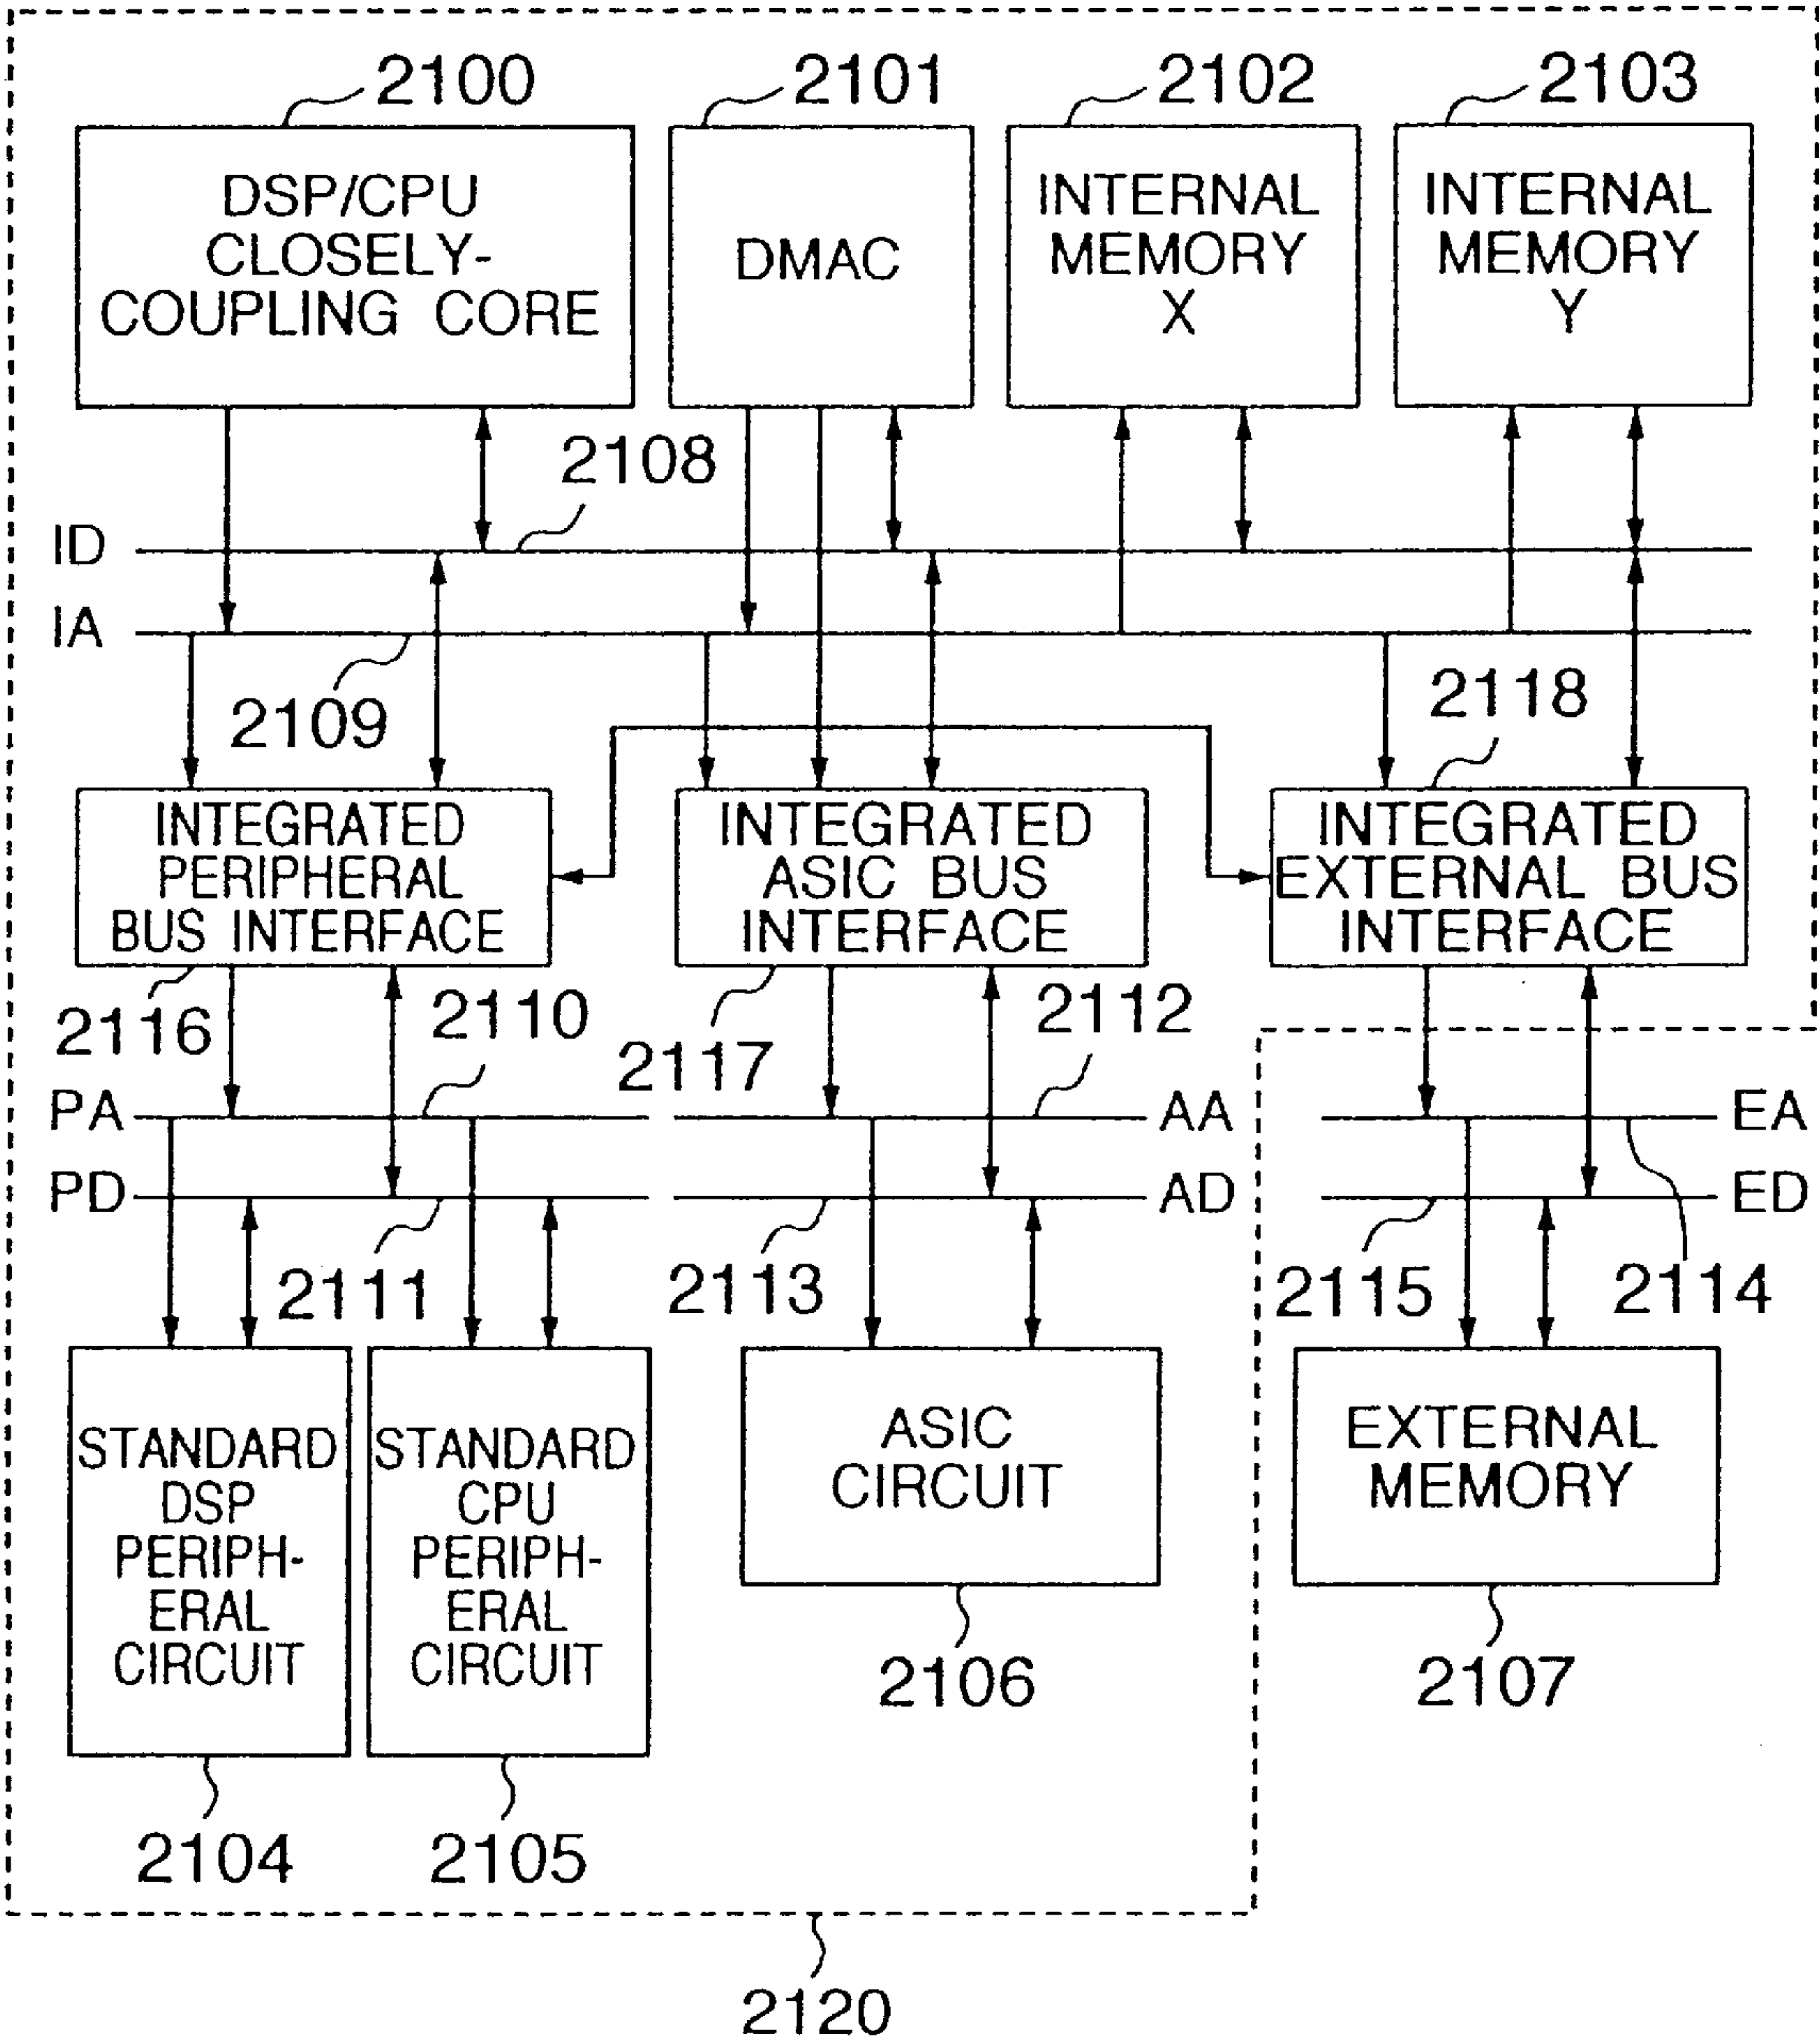 2100
2101
2102
2103
DSP/CPU
CLOSELY-
COUPLING CORE
DMAC
INTERNAL
MEMORY
X
INTERNAL
MEMORY
Y
2108
ID
IA
2109
2118
INTEGRATED
PERIPHERAL
BUS INTERFACE
INTEGRATED
ASIC BUS
INTERFACE
INTEGRATED
EXTERNAL BUS
INTERFACE
2116
2110
2117
2112
PA
AA
EA
PD
AD
ED
2111
2113
2115
2114
STANDARD
DSP
PERIPH-
ERAL
CIRCUIT
STANDARD
CPU
PERIPH-
ERAL
CIRCUIT
ASIC
CIRCUIT
EXTERNAL
MEMORY
2106
2107
2104
2105
2120